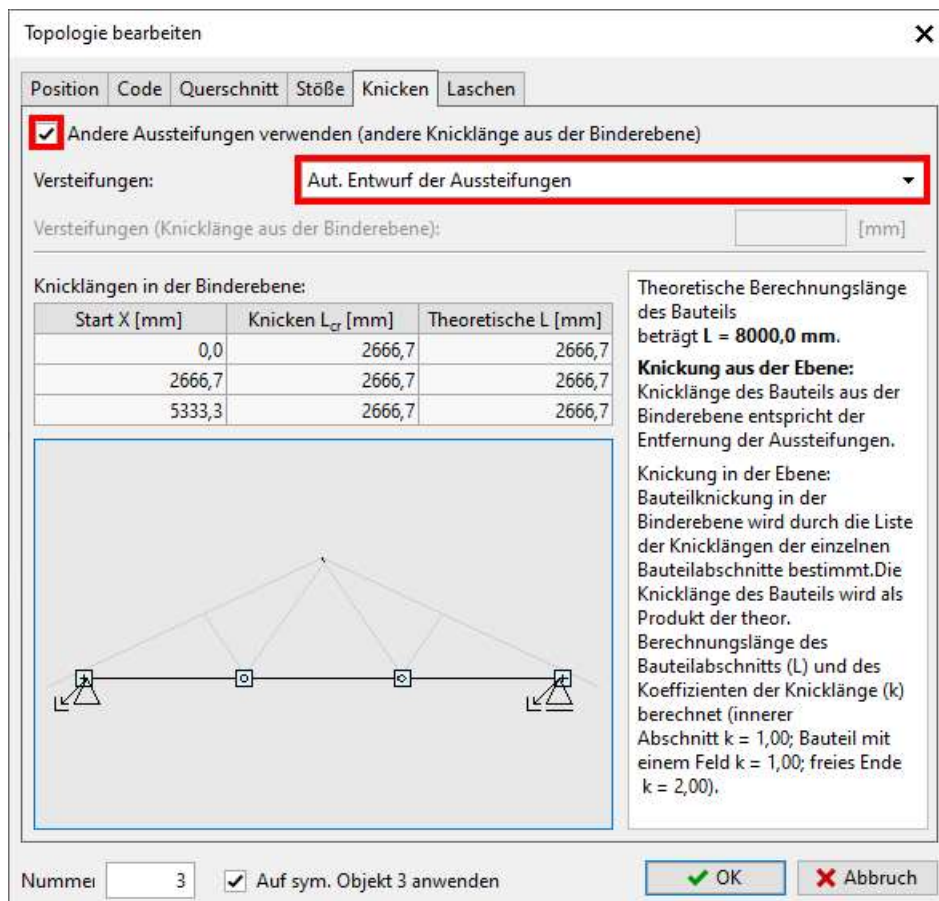 Topologie bearbeiten
Position Code Querschnitt Stöße Knicken Laschen
Andere Aussteifungen verwenden (andere Knicklänge aus der Binderebene)
Versteifungen: Aut. Entwurf der Aussteifungen
Versteifungen (Knicklänge aus der Binderebene): [mm]
Knicklängen in der Binderebene:
Start X [mm] Knicken Lcr [mm] Theoretische L [mm]
0,0 2666,7 2666,7
2666,7 2666,7 2666,7
5333,3 2666,7 2666,7
Theoretische Berechnungslänge
des Bauteils
beträgt L = 8000,0 mm.
Knickung aus der Ebene:
Knicklänge des Bauteils aus der
Binderebene entspricht der
Entfernung der Aussteifungen.
Knickung in der Ebene:
Bauteilknickung in der
Binderebene wird durch die Liste
der Knicklängen der einzelnen
Bauteilabschnitte bestimmt.Die
Knicklänge des Bauteils wird als
Produkt der theor.
Berechnungslänge des
Bauteilabschnitts (L) und des
Koeffizienten der Knicklänge (k)
berechnet (innerer
Abschnitt k = 1,00; Bauteil mit
einem Feld k = 1,00; freies Ende
k = 2,00).
Nummer 3 Auf sym. Objekt 3 anwenden OK Abbruch